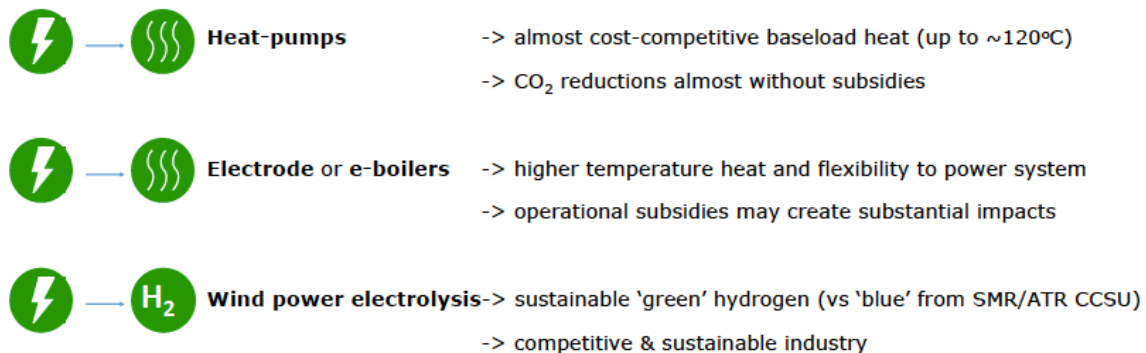 Heat-pumps -> almost cost-competitive baseload heat (up to ~120ºC)
-> CO₂ reductions almost without subsidies
Electrode or e-boilers -> higher temperature heat and flexibility to power system
-> operational subsidies may create substantial impacts
H₂ Wind power electrolysis-> sustainable ‘green’ hydrogen (vs ‘blue’ from SMR/ATR CCSU)
-> competitive & sustainable industry